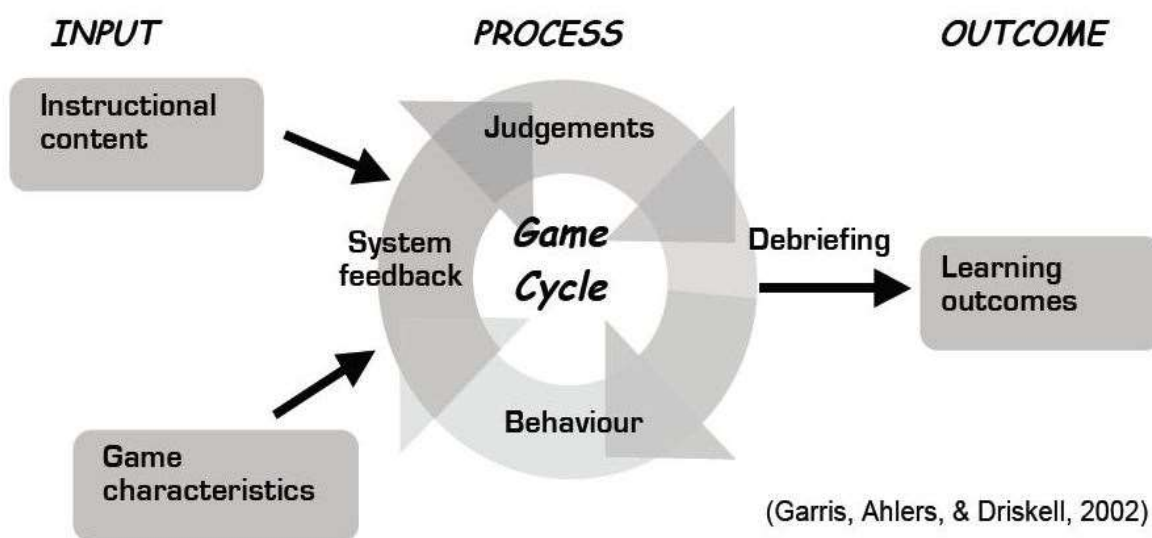 INPUT
PROCESS
OUTCOME
Instructional
content
Judgements
System
feedback
Game
Cycle
Debriefing
Learning
outcomes
Behaviour
Game
characteristics
(Garris, Ahlers, & Driskell, 2002)